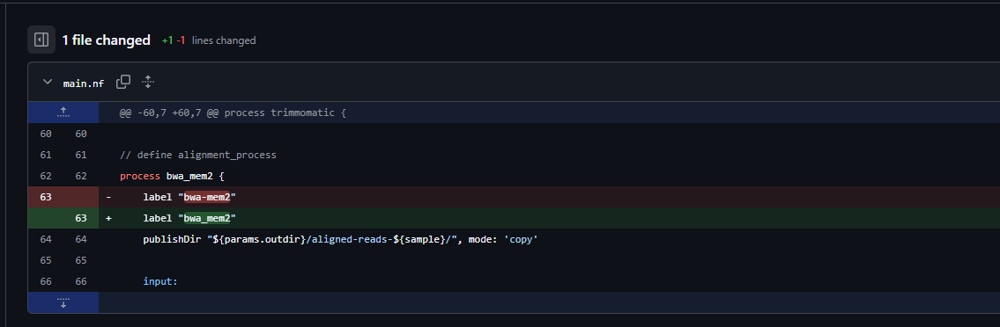 1 file changed +1 -1 lines changed
main.nf
@@ -60,7 +60,7 @@ process trimmomatic {
60 60
61 61 // define alignment_process
62 62 process bwa_mem2 {
63 - label "bwa-mem2"
63 + label "bwa_mem2"
64 64 publishDir "${params.outdir}/aligned-reads-${sample}/", mode: 'copy'
65 65
66 66 input: